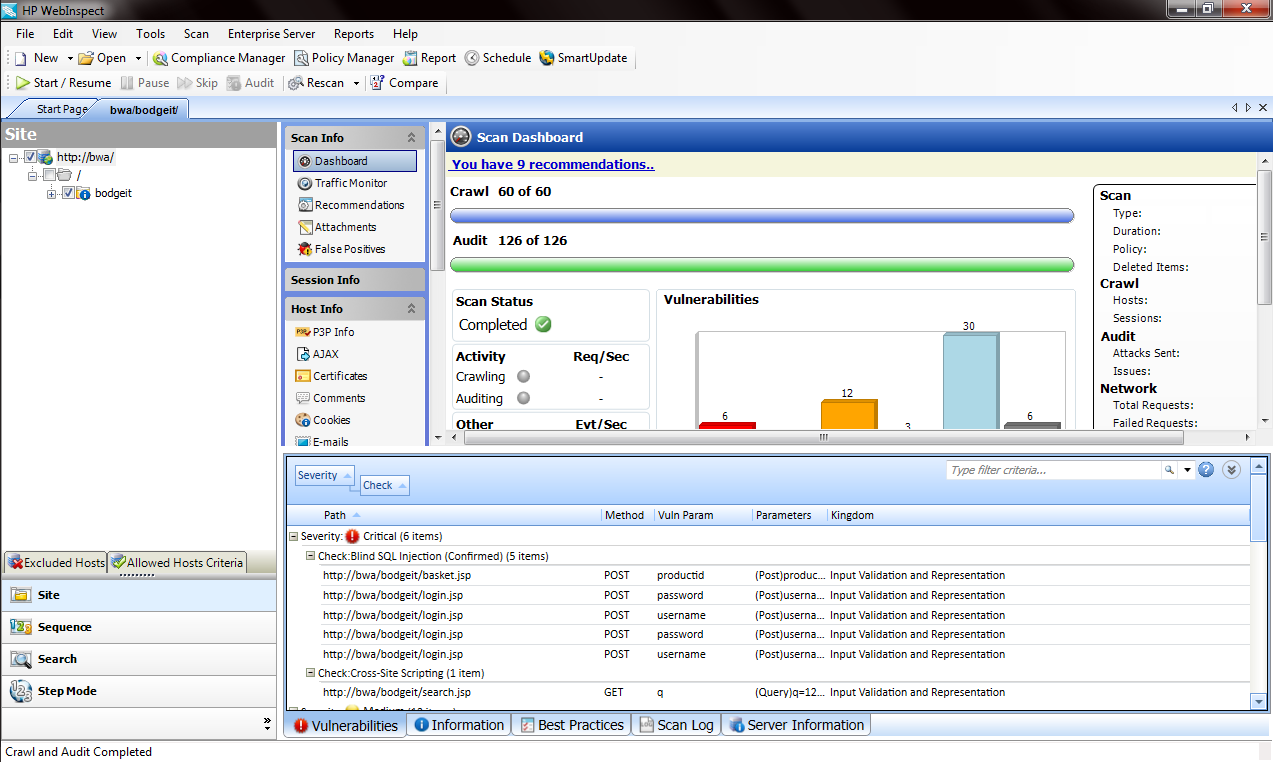 HP WebInspect
File Edit View Tools Scan Enterprise Server Reports Help
New Open Compliance Manager Policy Manager Report Schedule SmartUpdate
Start / Resume Pause Skip Audit Rescan Compare
Start Page bwa/bodgeit/
Site
http://bwa/
/
bodgeit
Excluded Hosts Allowed Hosts Criteria
Site
Sequence
Search
Step Mode
Scan Info
Dashboard
Traffic Monitor
Recommendations
Attachments
False Positives
Session Info
Host Info
P3P Info
AJAX
Certificates
Comments
Cookies
E-mails
Scan Dashboard
You have 9 recommendations..
Crawl 60 of 60
Audit 126 of 126
Scan Status
Completed
Activity Req/Sec
Crawling -
Auditing -
Other Evt/Sec
Vulnerabilities
6
12
3
30
6
Scan
Type:
Duration:
Policy:
Deleted Items:
Crawl
Hosts:
Sessions:
Audit
Attacks Sent:
Issues:
Network
Total Requests:
Failed Requests:
Severity
Check
Type filter criteria...
Path Method Vuln Param Parameters Kingdom
Severity: Critical (6 items)
Check:Blind SQL Injection (Confirmed) (5 items)
http://bwa/bodgeit/basket.jsp POST productid (Post)produc... Input Validation and Representation
http://bwa/bodgeit/login.jsp POST password (Post)userna... Input Validation and Representation
http://bwa/bodgeit/login.jsp POST username (Post)userna... Input Validation and Representation
http://bwa/bodgeit/login.jsp POST password (Post)userna... Input Validation and Representation
http://bwa/bodgeit/login.jsp POST username (Post)userna... Input Validation and Representation
Check:Cross-Site Scripting (1 item)
http://bwa/bodgeit/search.jsp GET q (Query)q=12... Input Validation and Representation
Vulnerabilities Information Best Practices Scan Log Server Information
Crawl and Audit Completed